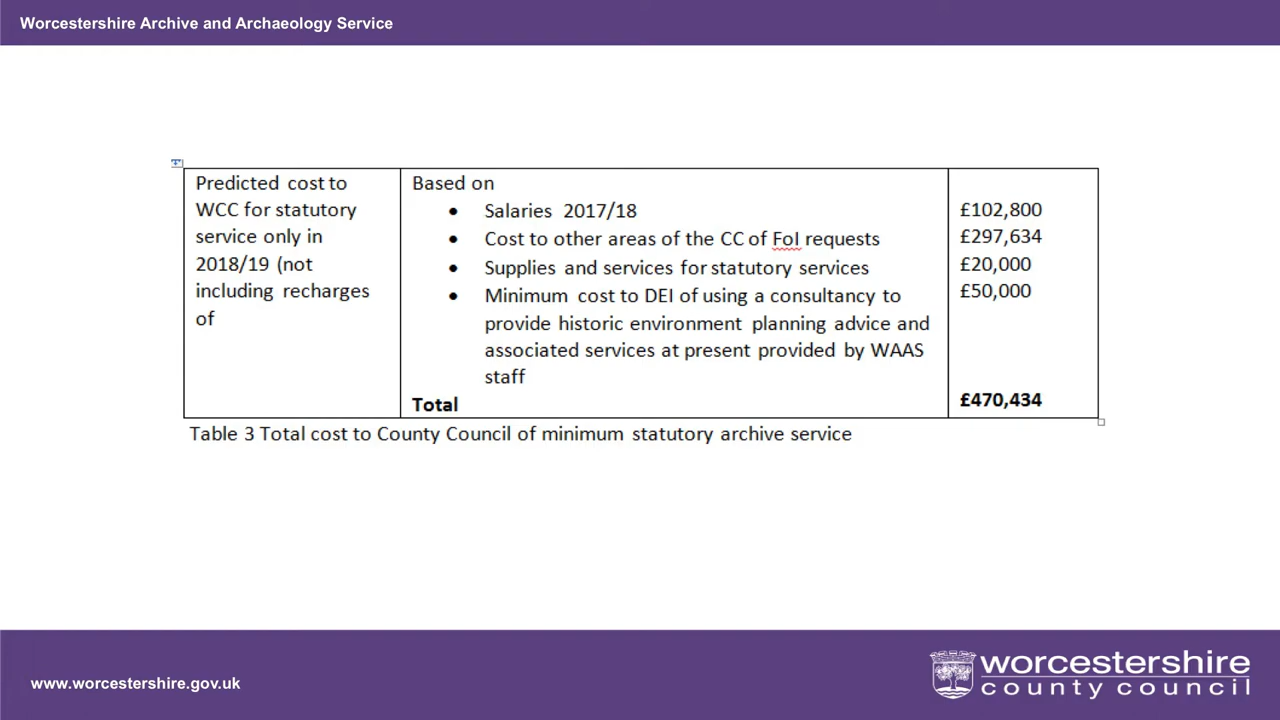 Worcestershire Archive and Archaeology Service
Predicted cost to
WCC for statutory
service only in
2018/19 (not
including recharges
of
Based on
• Salaries 2017/18
• Cost to other areas of the CC of FoI requests
• Supplies and services for statutory services
• Minimum cost to DEI of using a consultancy to
provide historic environment planning advice and
associated services at present provided by WAAS
staff
Total
£102,800
£297,634
£20,000
£50,000
£470,434
Table 3 Total cost to County Council of minimum statutory archive service
www.worcestershire.gov.uk
worcestershire
county council